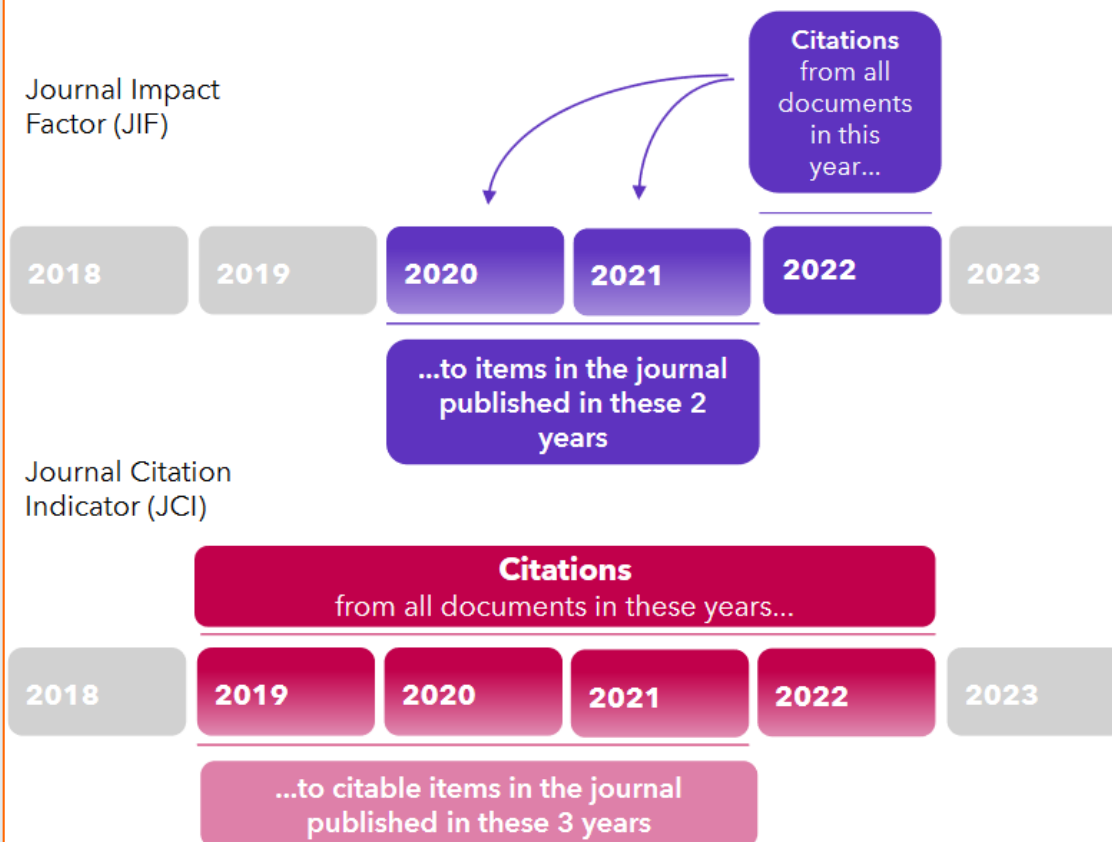 Citations
from all
documents
in this
year...
Journal Impact
Factor (JIF)
2018 2019 2020 2021 2022 2023
...to items in the journal
published in these 2
years
Journal Citation
Indicator (JCI)
Citations
from all documents in these years...
2018 2019 2020 2021 2022 2023
...to citable items in the journal
published in these 3 years